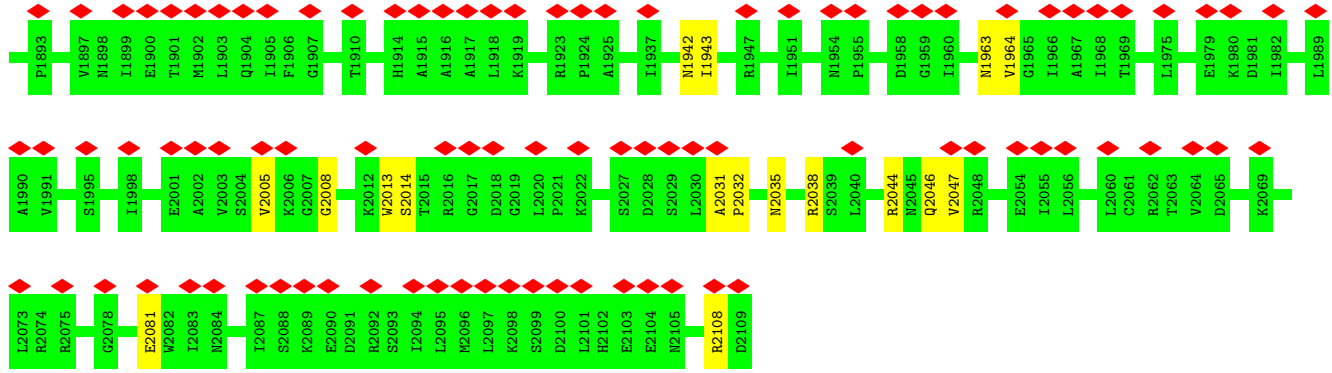 P1893 V1897 N1898 I1899 E1900 T1901 M1902 L1903 Q1904 I1905 F1906 G1907 T1910 H1914 A1915 A1916 A1917 L1918 K1919 R1923 P1924 A1925 I1937 N1942 I1943 R1947 I1951 N1954 P1955 D1958 G1959 I1960 N1963 V1964 G1965 I1966 A1967 I1968 T1969 L1975 E1979 K1980 D1981 I1982 L1989
A1990 V1991 S1995 I1998 E2001 A2002 V2003 S2004 V2005 K2006 G2007 G2008 K2012 W2013 S2014 T2015 R2016 G2017 D2018 G2019 L2020 P2021 K2022 S2027 D2028 S2029 L2030 A2031 P2032 N2035 R2038 S2039 L2040 R2044 N2045 Q2046 V2047 R2048 E2054 I2055 L2056 L2060 C2061 R2062 T2063 V2064 D2065 K2069
L2073 R2074 R2075 G2078 E2081 W2082 I2083 N2084 I2087 S2088 K2089 E2090 D2091 R2092 S2093 I2094 L2095 M2096 L2097 K2098 S2099 D2100 L2101 H2102 E2103 E2104 N2105 R2108 D2109